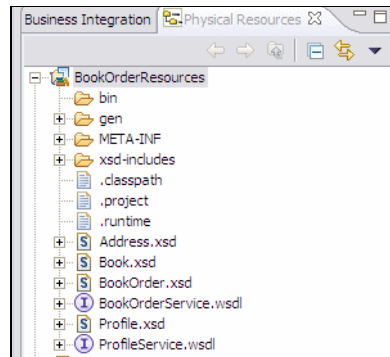 Business Integration Physical Resources
BookOrderResources
bin
gen
META-INF
xsd-includes
.classpath
.project
.runtime
Address.xsd
Book.xsd
BookOrder.xsd
BookOrderService.wsdl
Profile.xsd
ProfileService.wsdl